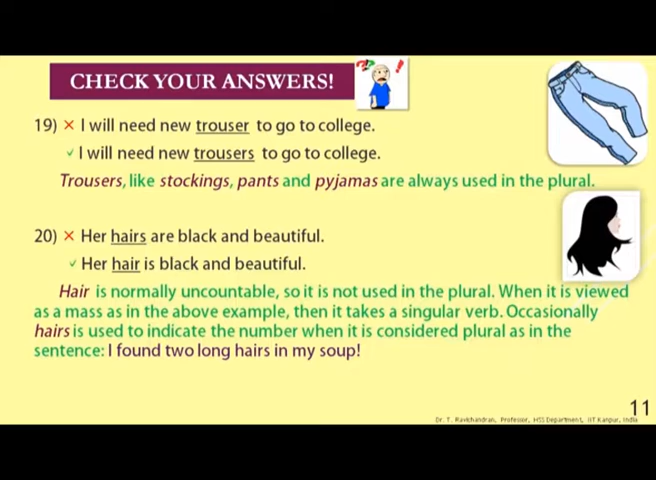 CHECK YOUR ANSWERS!
19) × I will need new trouser to go to college.
✓ I will need new trousers to go to college.
Trousers, like stockings, pants and pyjamas are always used in the plural.
20) × Her hairs are black and beautiful.
✓ Her hair is black and beautiful.
Hair is normally uncountable, so it is not used in the plural. When it is viewed
as a mass as in the above example, then it takes a singular verb. Occasionally
hairs is used to indicate the number when it is considered plural as in the
sentence: I found two long hairs in my soup!
11
Dr. T. Ravichandran, Professor, HSS Department, IIT Kanpur, India